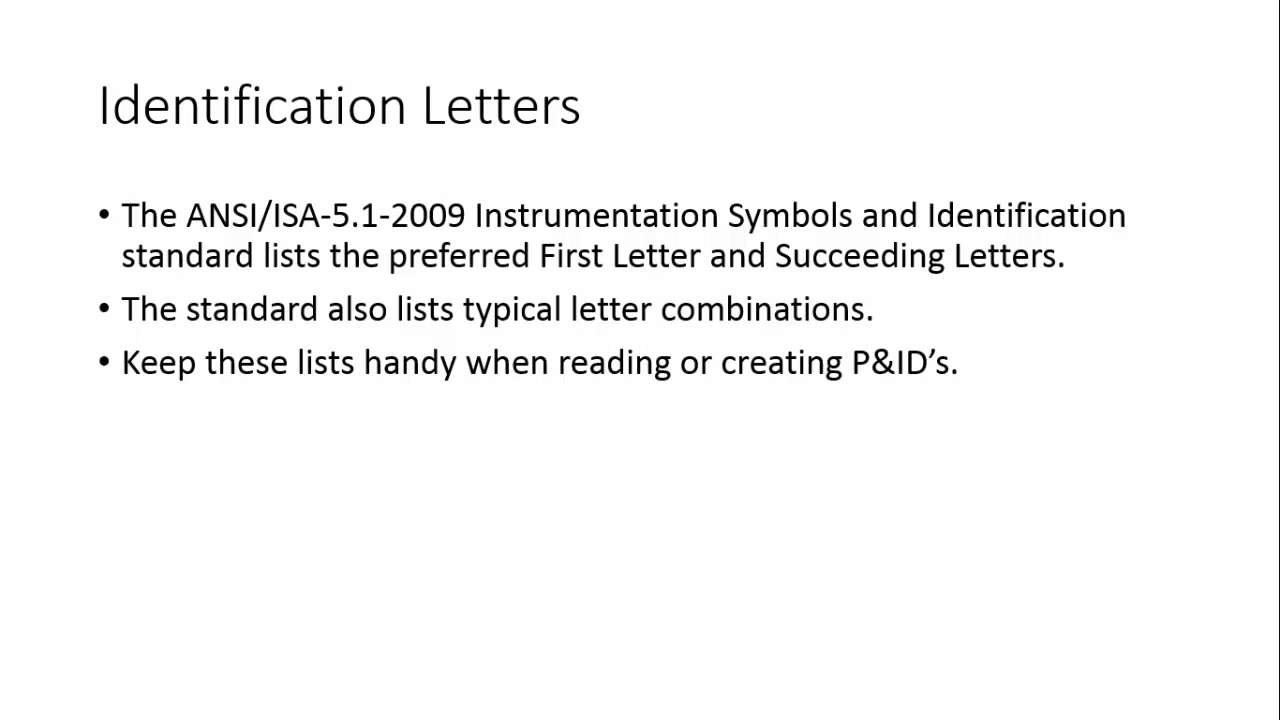 Identification Letters
• The ANSI/ISA-5.1-2009 Instrumentation Symbols and Identification
standard lists the preferred First Letter and Succeeding Letters.
• The standard also lists typical letter combinations.
• Keep these lists handy when reading or creating P&ID’s.